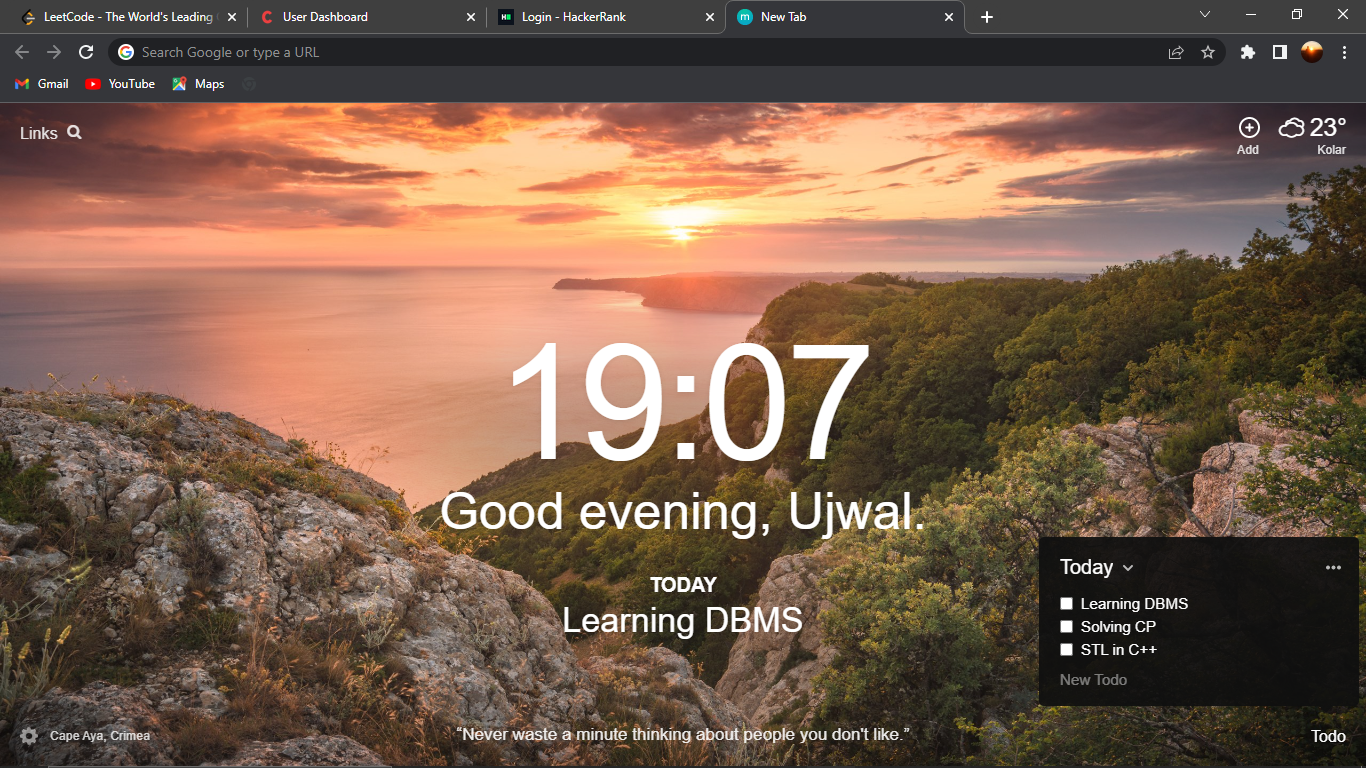 LeetCode - The World's Leading
User Dashboard
Login - HackerRank
New Tab
Search Google or type a URL
Gmail
YouTube
Maps
Links
Add
23°
Kolar
19:07
Good evening, Ujwal.
TODAY
Learning DBMS
Today
Learning DBMS
Solving CP
STL in C++
New Todo
Cape Aya, Crimea
“Never waste a minute thinking about people you don't like.”
Todo